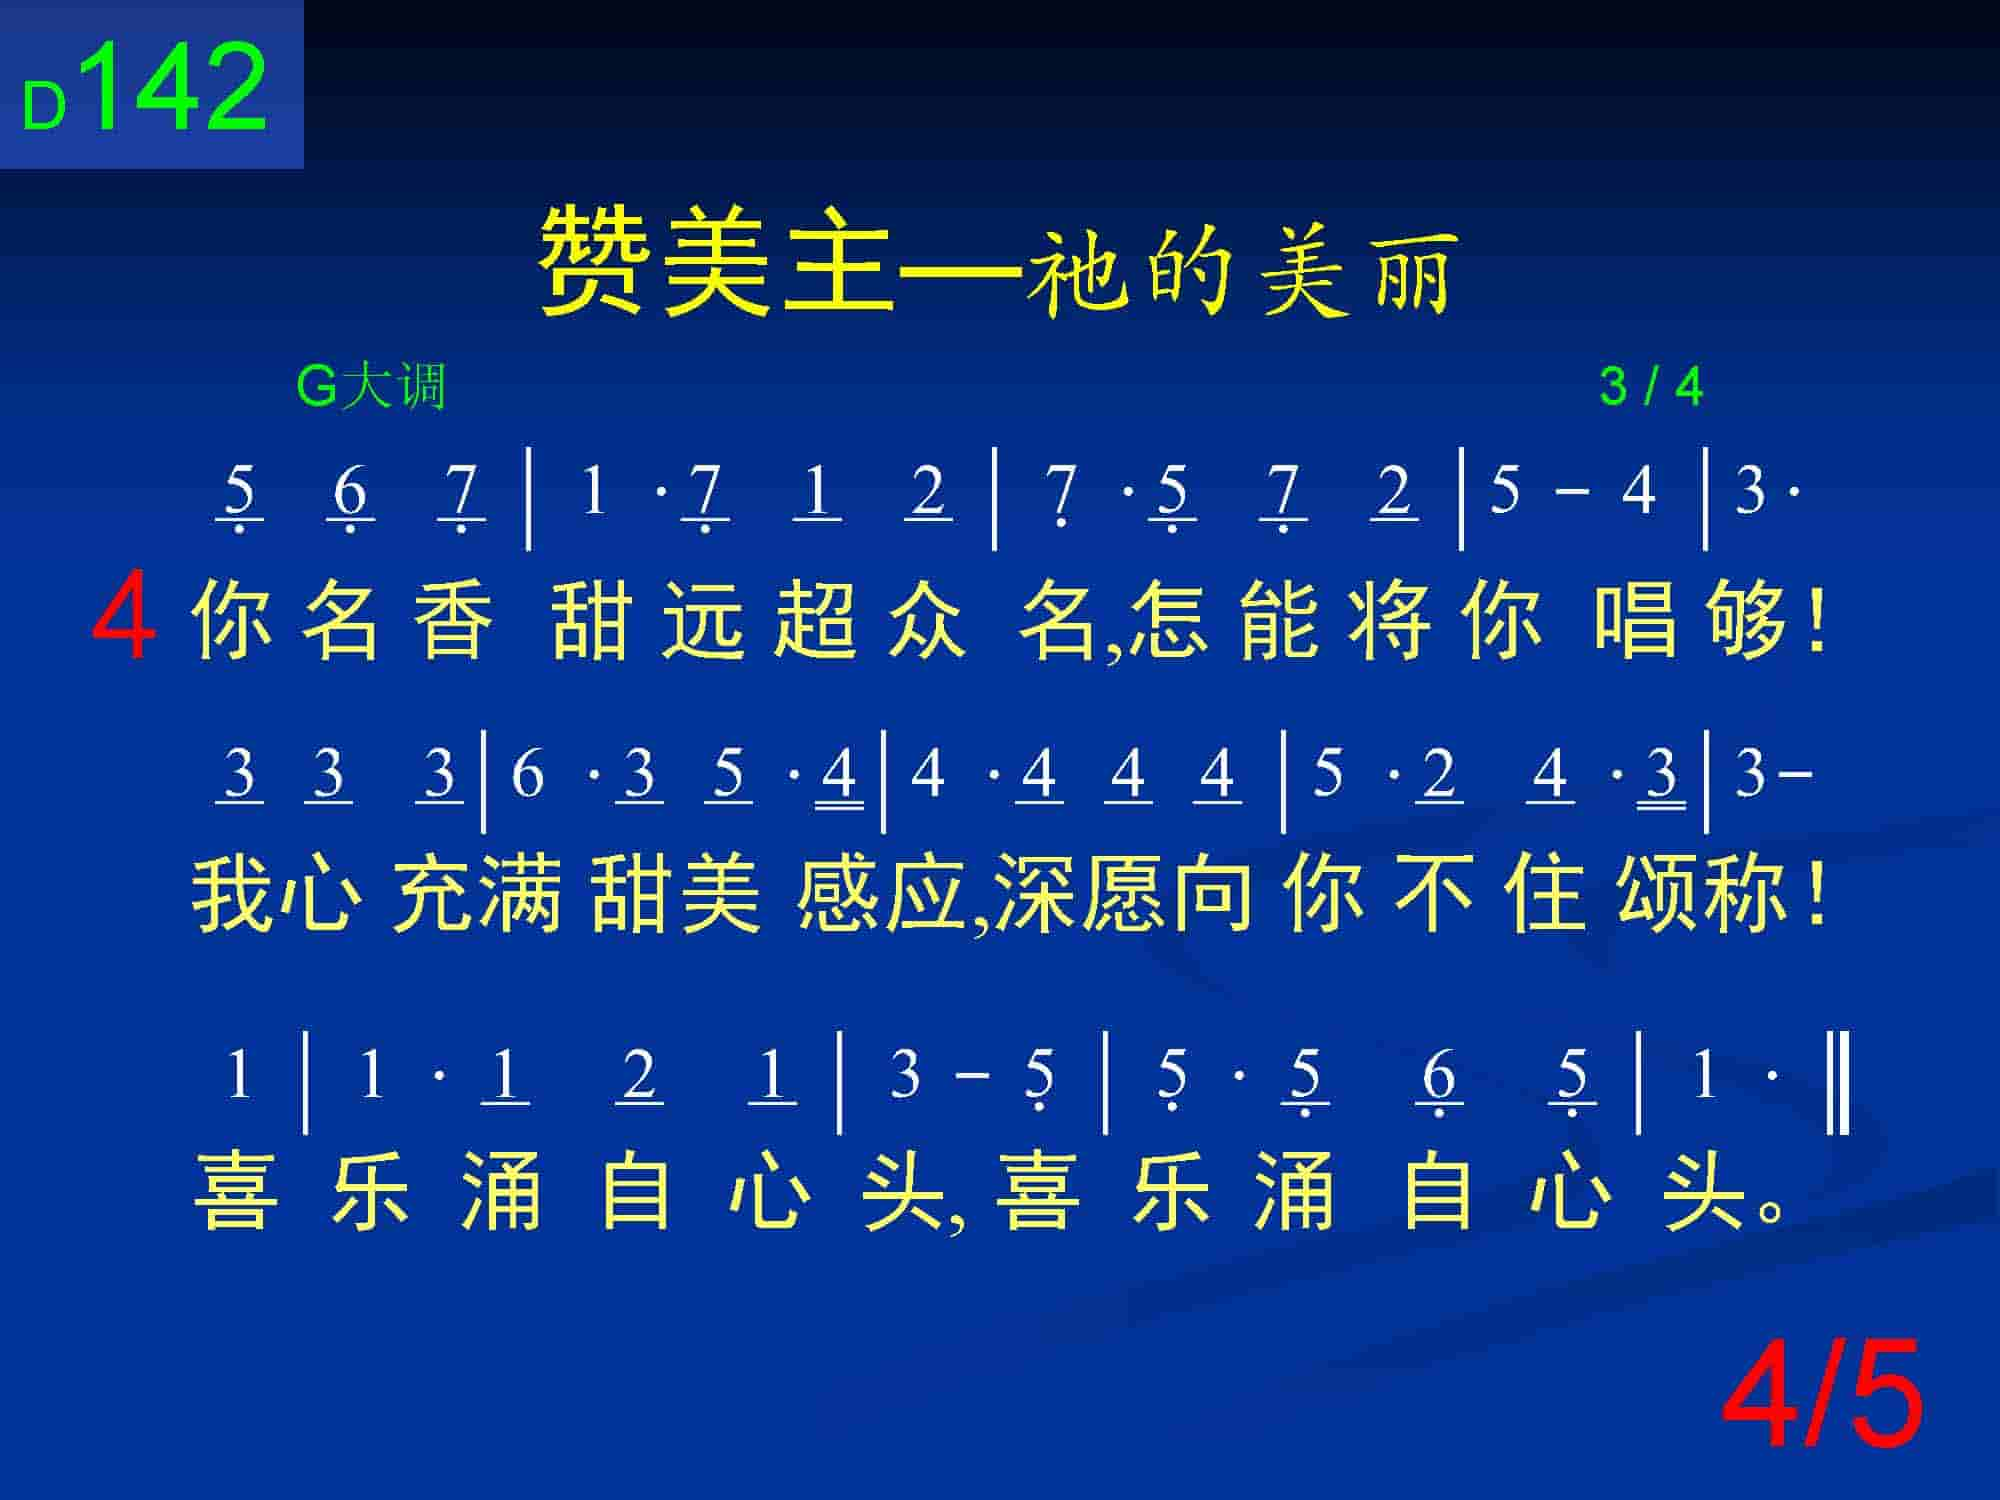 D142
赞美主—祂的美丽
G大调 3 / 4
5̣ 6̣ 7̣ | 1 · 7̣ 1 2 | 7̣ · 5̣ 7̣ 2 | 5 - 4 | 3 ·
4 你名香 甜远超众 名,怎能将你 唱够!
3 3 3 | 6 · 3 5 · 4 | 4 · 4 4 4 | 5 · 2 4 · 3 | 3 -
我心 充满 甜美 感应,深愿向 你 不 住 颂称!
1 | 1 · 1 2 1 | 3 - 5̣ | 5̣ · 5̣ 6̣ 5̣ | 1 · ‖
喜 乐 涌 自 心 头, 喜 乐 涌 自 心 头。
4/5